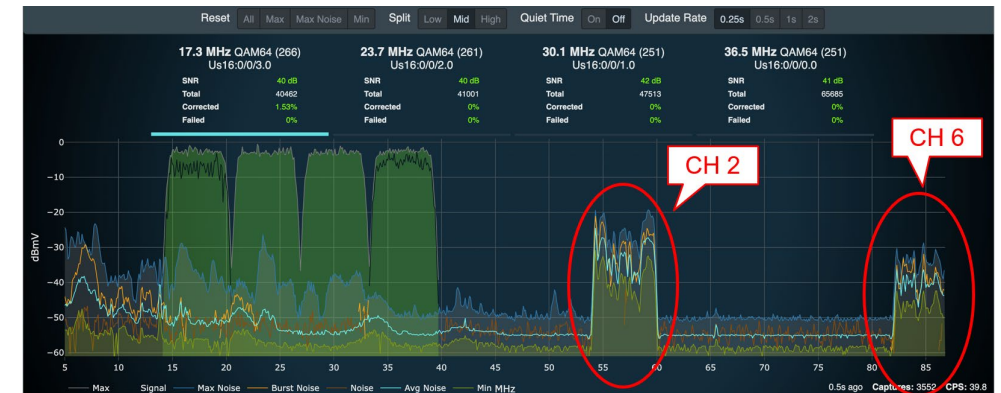 Reset All Max Max Noise Min Split Low Mid High Quiet Time On Off Update Rate 0.25s 0.5s 1s 2s
17.3 MHz QAM64 (266) 23.7 MHz QAM64 (261) 30.1 MHz QAM64 (251) 36.5 MHz QAM64 (251)
Us16:0/0/3.0 Us16:0/0/2.0 Us16:0/0/1.0 Us16:0/0/0.0
SNR 40 dB SNR 40 dB SNR 42 dB SNR 41 dB
Total 40462 Total 41001 Total 47513 Total 65685
Corrected 1.53% Corrected 0% Corrected 0% Corrected 0%
Failed 0% Failed 0% Failed 0% Failed 0%
CH 2
CH 6
dBmV
0
−10
−20
−30
−40
−50
−60
5 10 15 20 25 30 35 40 45 50 55 60 65 70 75 80 85
Max Signal Max Noise Burst Noise Noise Avg Noise Min MHz
0.5s ago Captures: 3552 CPS: 39.8